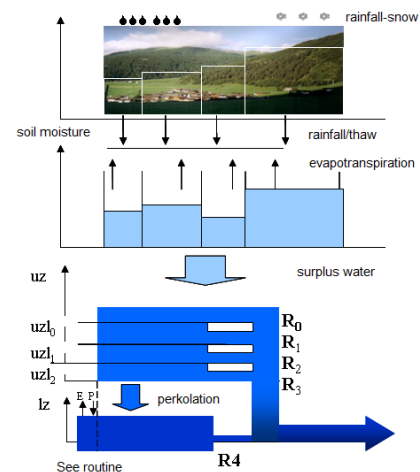 rainfall-snow
soil moisture
rainfall/thaw
evapotranspiration
surplus water
uz
uzl0
R0
uzl1
R1
uzl2
R2
R3
lz
E P
perkolation
R4
See routine